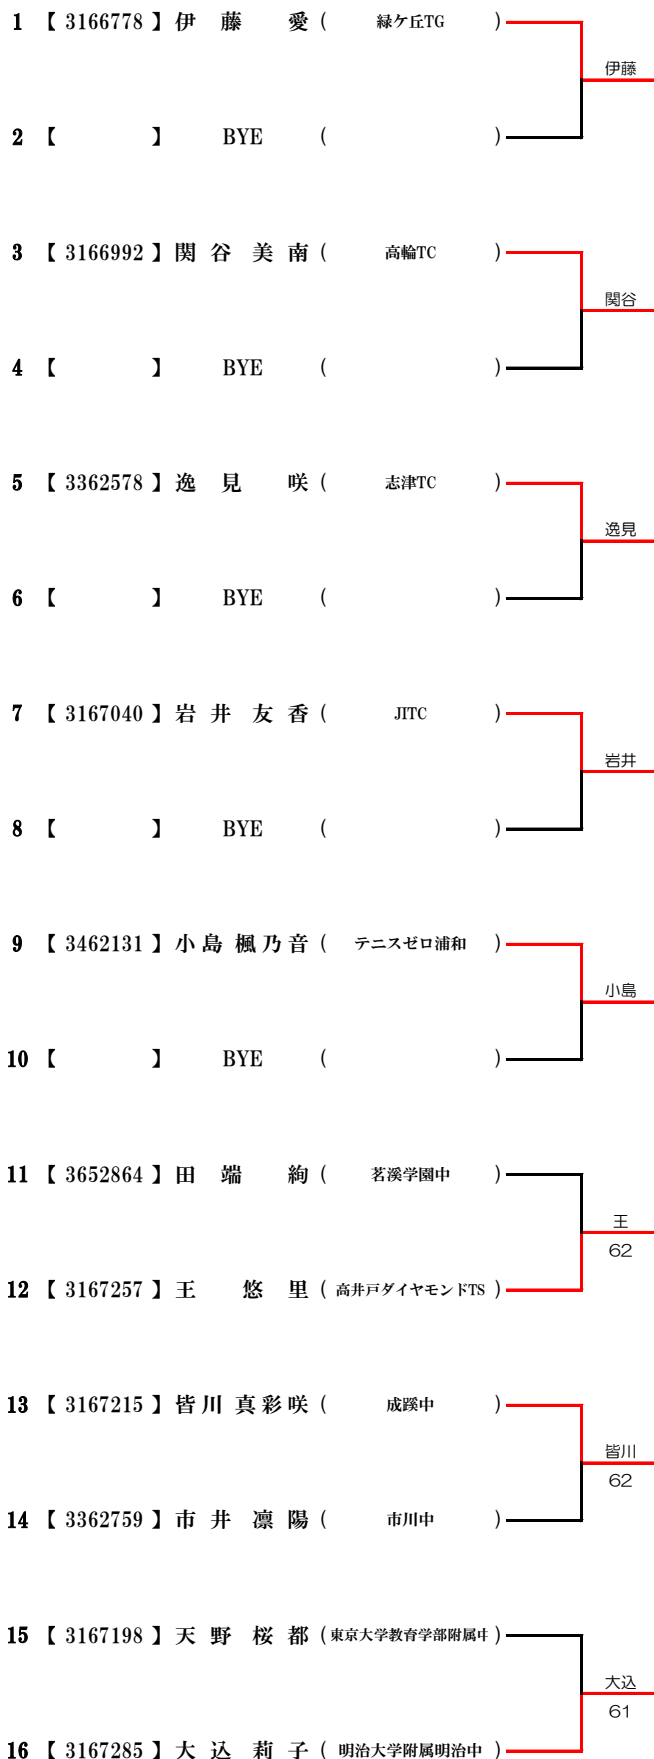 1 【 3166778 】 伊藤 愛 ( 緑ケ丘TG )
伊藤
2 【 】 BYE ( )
3 【 3166992 】 関谷 美南 ( 高輪TC )
関谷
4 【 】 BYE ( )
5 【 3362578 】 逸見 咲 ( 志津TC )
逸見
6 【 】 BYE ( )
7 【 3167040 】 岩井 友香 ( JITC )
岩井
8 【 】 BYE ( )
9 【 3462131 】 小島 楓乃音 ( テニスゼロ浦和 )
小島
10 【 】 BYE ( )
11 【 3652864 】 田端 絢 ( 茗溪学園中 )
王
62
12 【 3167257 】 王 悠里 ( 高井戸ダイヤモンドTS )
13 【 3167215 】 皆川 真彩咲 ( 成蹊中 )
皆川
62
14 【 3362759 】 市井 凛陽 ( 市川中 )
15 【 3167198 】 天野 桜都 ( 東京大学教育学部附属中 )
大込
61
16 【 3167285 】 大込 莉子 ( 明治大学附属明治中 )